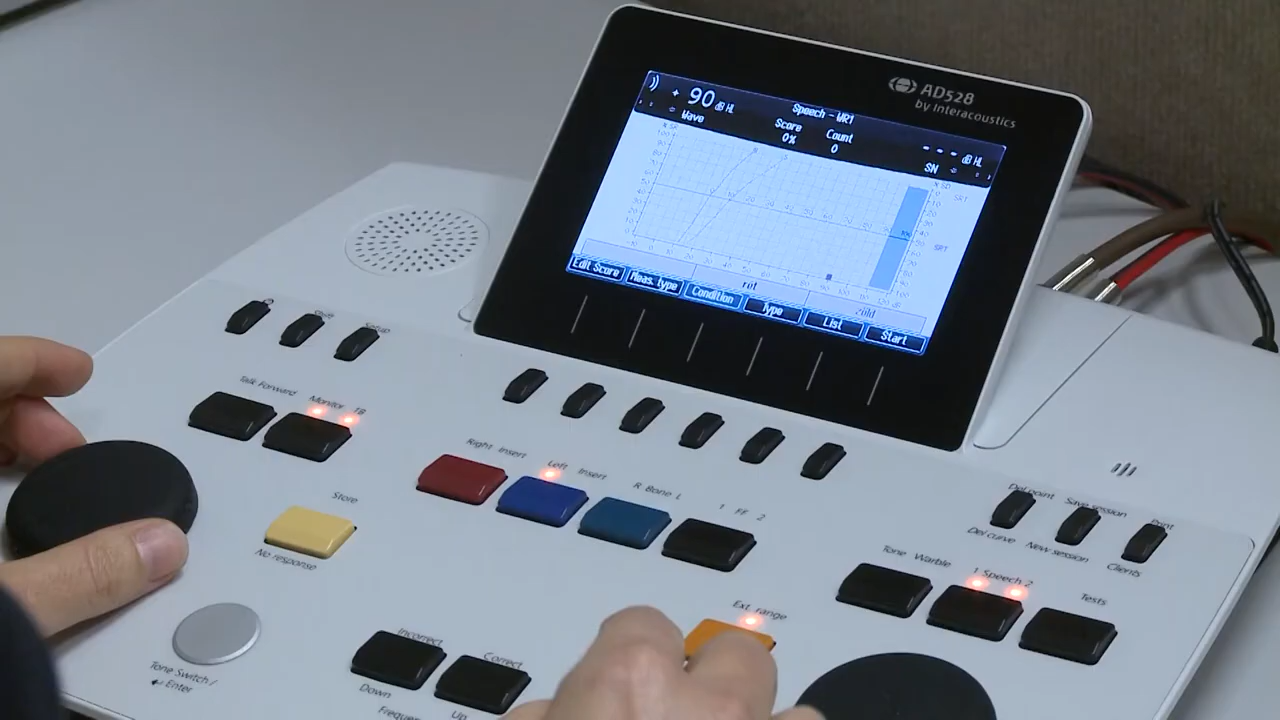 AD528
by Interacoustics
+ 90 dB HL
Speech - WR1
Wave
Score
Count
0%
0
- - - dB HL
SN
SRT
Edit Score
Meas. type
Condition
Type
List
Start
Shift
Setup
Talk Forward
Monitor TB
Store
No response
Tone Switch/
Enter
Right Insert
Left Insert
R Bone L
1 FF 2
Incorrect
Correct
Down
Up
Ext. range
Tone Warble
1 Speech 2
Tests
Del point
Save session
Print
Del curve
New session
Clients